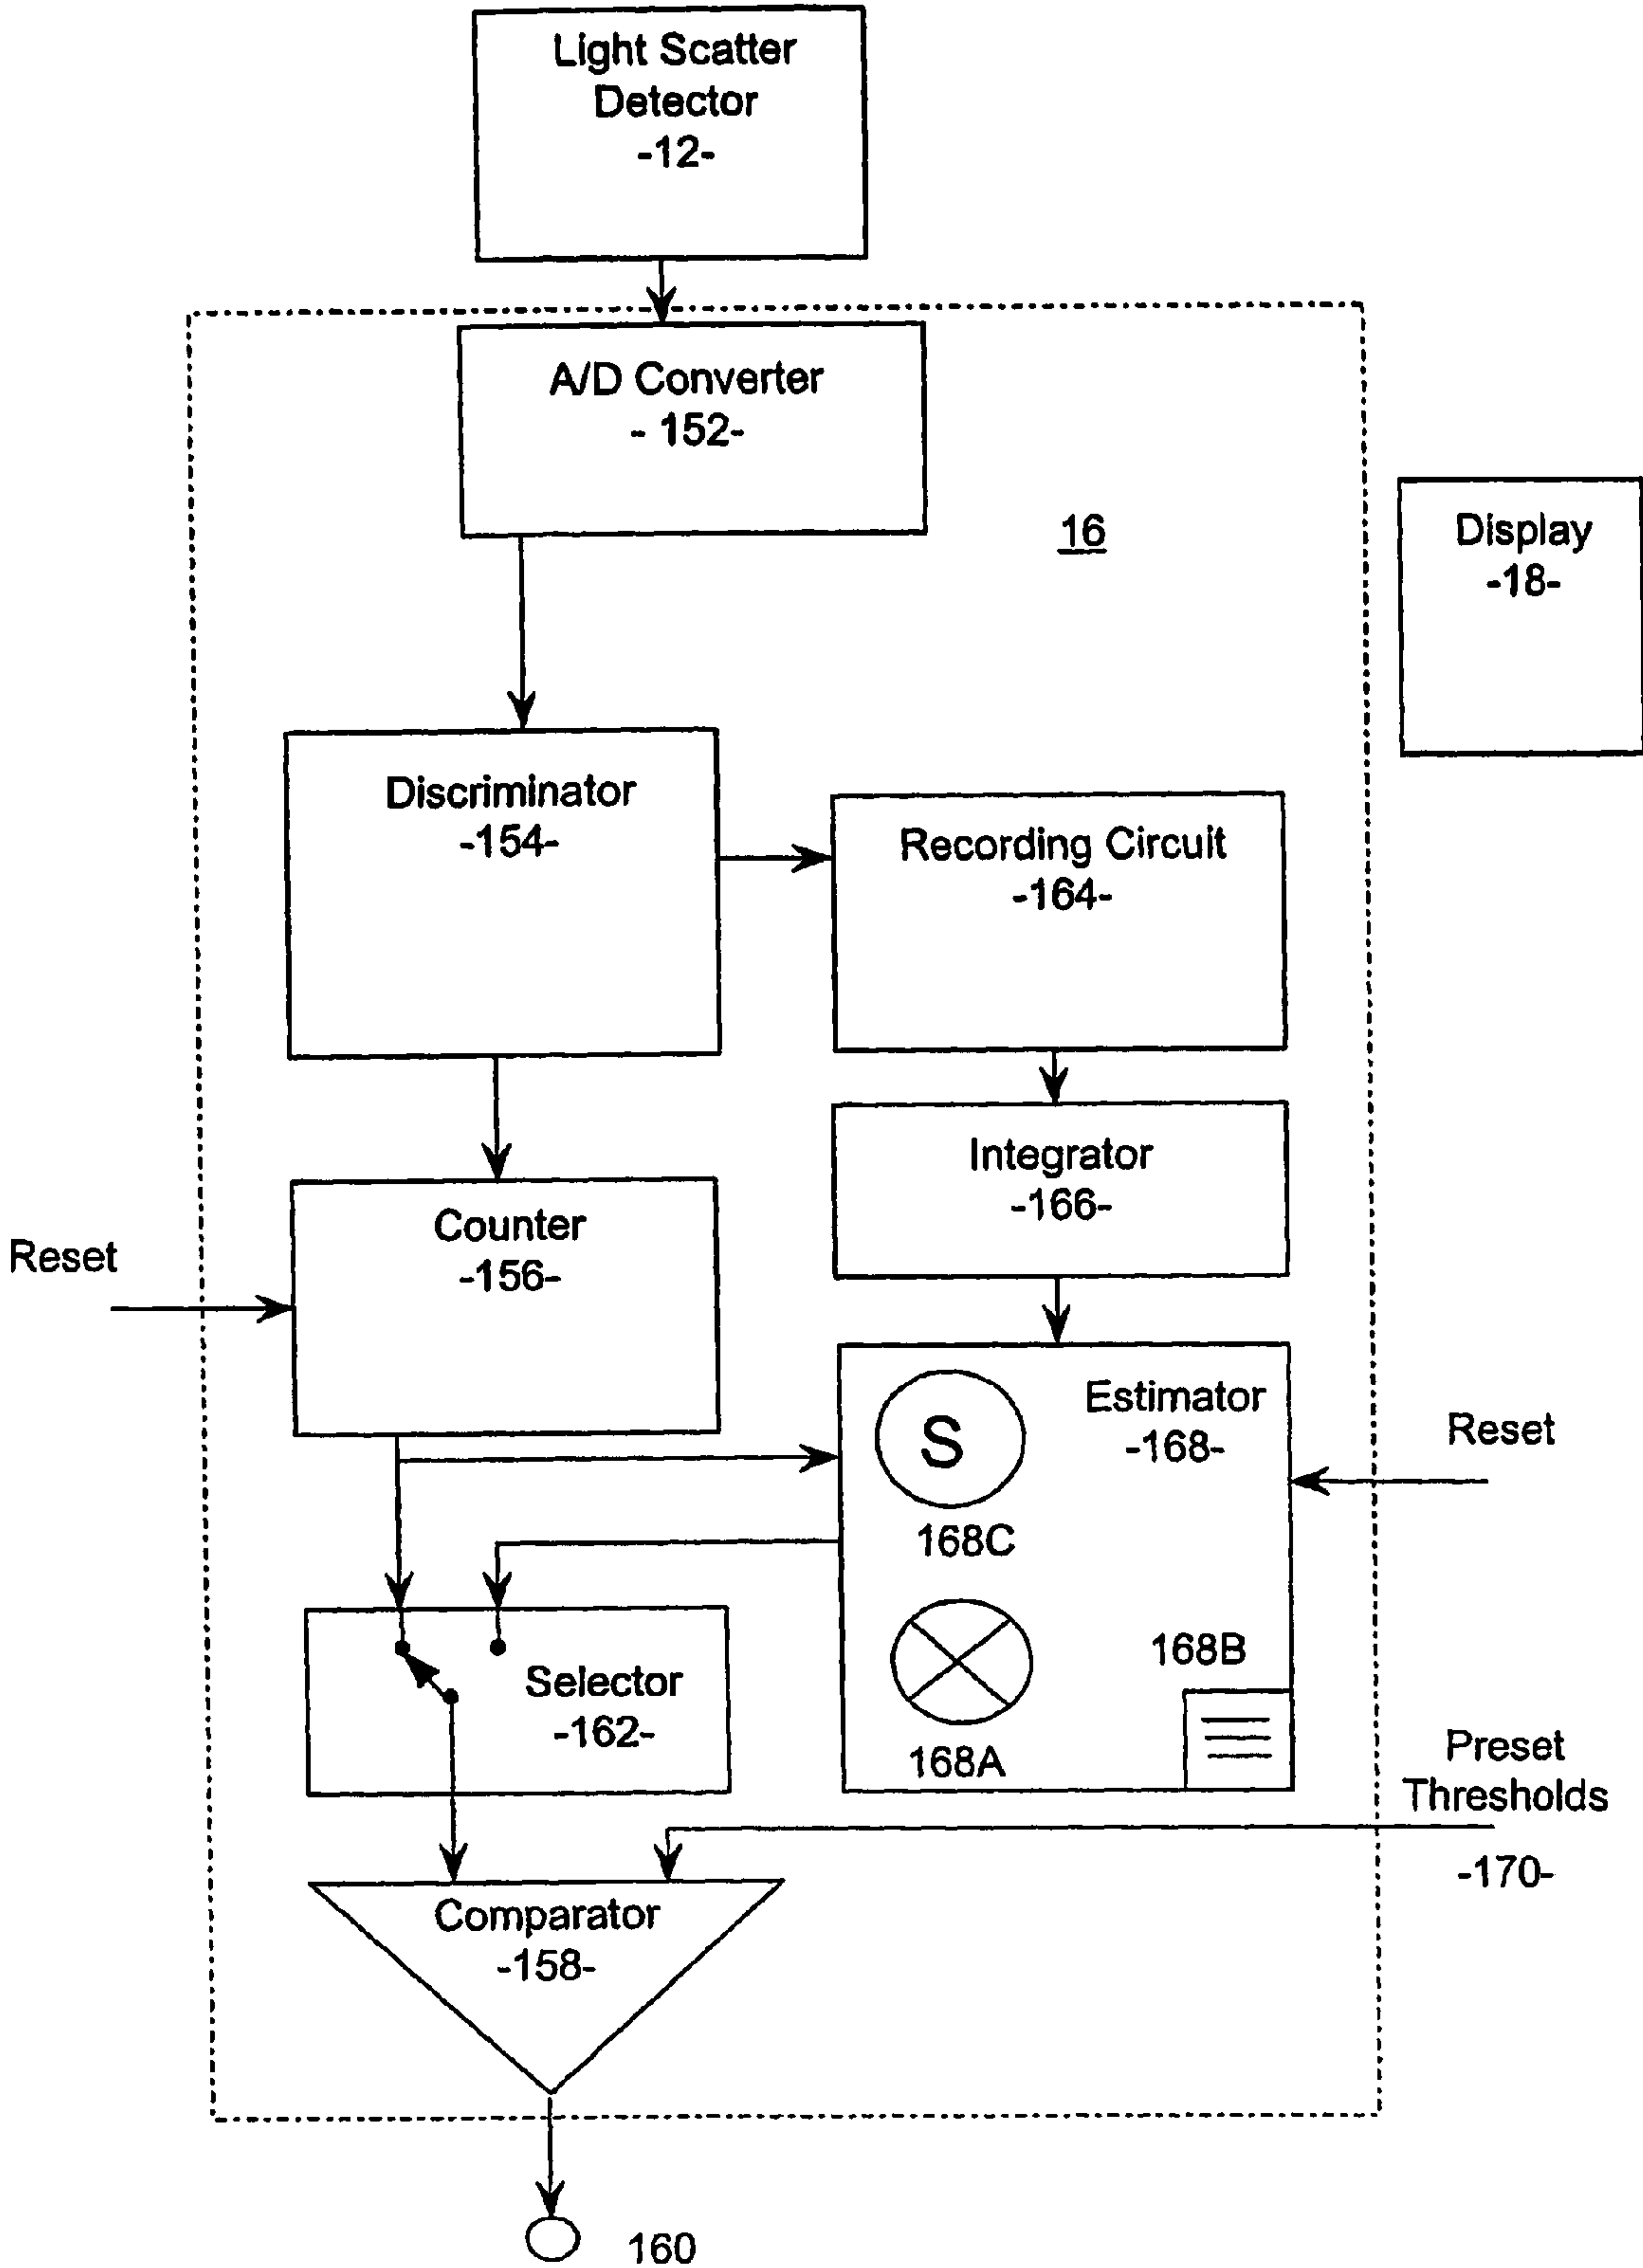 Light Scatter
Detector
-12-
A/D Converter
- 152-
16
Display
-18-
Discriminator
-154-
Recording Circuit
-164-
Integrator
-166-
Counter
-156-
Reset
Estimator
-168-
S
168C
Reset
168B
168A
Selector
-162-
Preset
Thresholds
-170-
Comparator
-158-
160